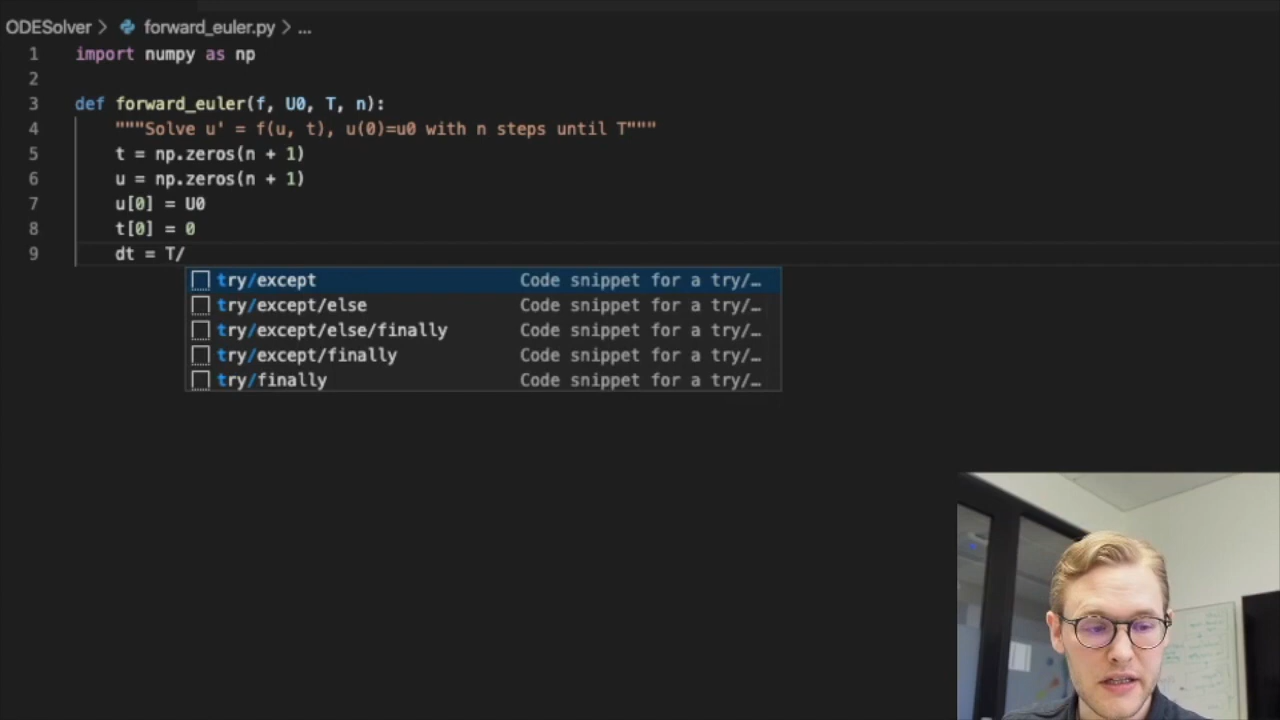 ODESolver > forward_euler.py > ...
1 import numpy as np
2
3 def forward_euler(f, U0, T, n):
4 """Solve u' = f(u, t), u(0)=u0 with n steps until T"""
5 t = np.zeros(n + 1)
6 u = np.zeros(n + 1)
7 u[0] = U0
8 t[0] = 0
9 dt = T/
try/except Code snippet for a try/…
try/except/else Code snippet for a try/…
try/except/else/finally Code snippet for a try/…
try/except/finally Code snippet for a try/…
try/finally Code snippet for a try/…